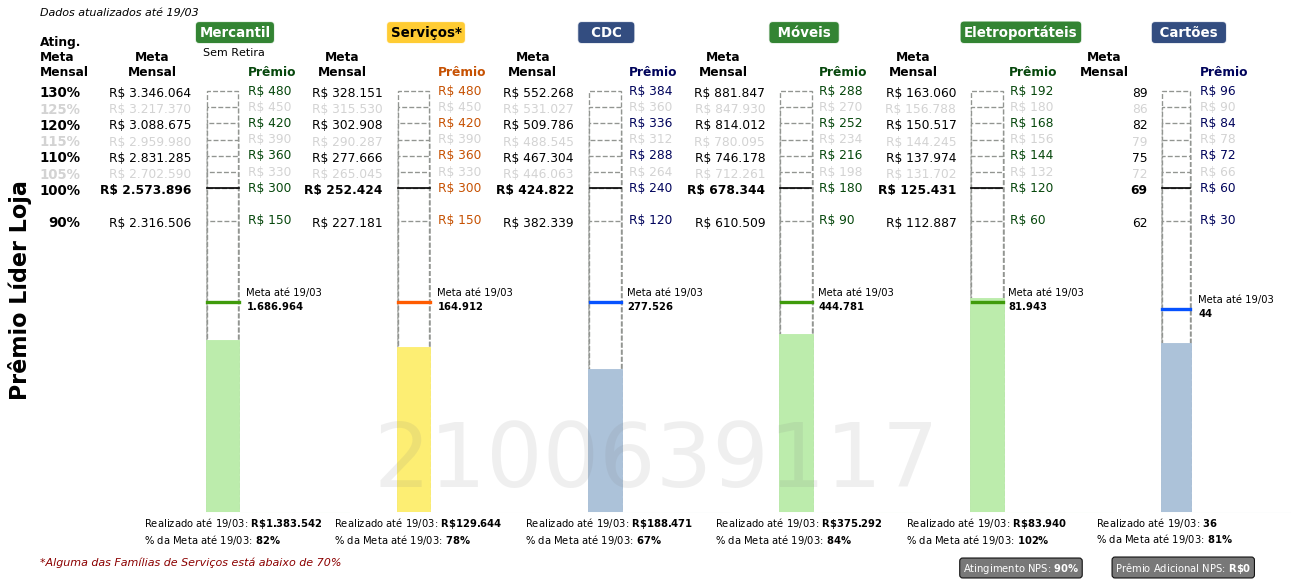 Dados atualizados até 19/03
Mercantil Serviços* CDC Móveis Eletroportáteis Cartões
Sem Retira
Ating. Meta Mensal Meta Mensal Prêmio Meta Mensal Prêmio Meta Mensal Prêmio Meta Mensal Prêmio Meta Mensal Prêmio Meta Mensal Prêmio
130% R$ 3.346.064 R$ 480 R$ 328.151 R$ 480 R$ 552.268 R$ 384 R$ 881.847 R$ 288 R$ 163.060 R$ 192 89 R$ 96
125% R$ 3.217.370 R$ 450 R$ 315.530 R$ 450 R$ 531.027 R$ 360 R$ 847.930 R$ 270 R$ 156.788 R$ 180 86 R$ 90
120% R$ 3.088.675 R$ 420 R$ 302.908 R$ 420 R$ 509.786 R$ 336 R$ 814.012 R$ 252 R$ 150.517 R$ 168 82 R$ 84
115% R$ 2.959.980 R$ 390 R$ 290.287 R$ 390 R$ 488.545 R$ 312 R$ 780.095 R$ 234 R$ 144.245 R$ 156 79 R$ 78
110% R$ 2.831.285 R$ 360 R$ 277.666 R$ 360 R$ 467.304 R$ 288 R$ 746.178 R$ 216 R$ 137.974 R$ 144 75 R$ 72
105% R$ 2.702.590 R$ 330 R$ 265.045 R$ 330 R$ 446.063 R$ 264 R$ 712.261 R$ 198 R$ 131.702 R$ 132 72 R$ 66
100% R$ 2.573.896 R$ 300 R$ 252.424 R$ 300 R$ 424.822 R$ 240 R$ 678.344 R$ 180 R$ 125.431 R$ 120 69 R$ 60
90% R$ 2.316.506 R$ 150 R$ 227.181 R$ 150 R$ 382.339 R$ 120 R$ 610.509 R$ 90 R$ 112.887 R$ 60 62 R$ 30
Prêmio Líder Loja
Meta até 19/03 Meta até 19/03 Meta até 19/03 Meta até 19/03 Meta até 19/03 Meta até 19/03
1.686.964 164.912 277.526 444.781 81.943 44
2100639117
Realizado até 19/03: R$1.383.542 Realizado até 19/03: R$129.644 Realizado até 19/03: R$188.471 Realizado até 19/03: R$375.292 Realizado até 19/03: R$83.940 Realizado até 19/03: 36
% da Meta até 19/03: 82% % da Meta até 19/03: 78% % da Meta até 19/03: 67% % da Meta até 19/03: 84% % da Meta até 19/03: 102% % da Meta até 19/03: 81%
*Alguma das Famílias de Serviços está abaixo de 70%
Atingimento NPS: 90% Prêmio Adicional NPS: R$0